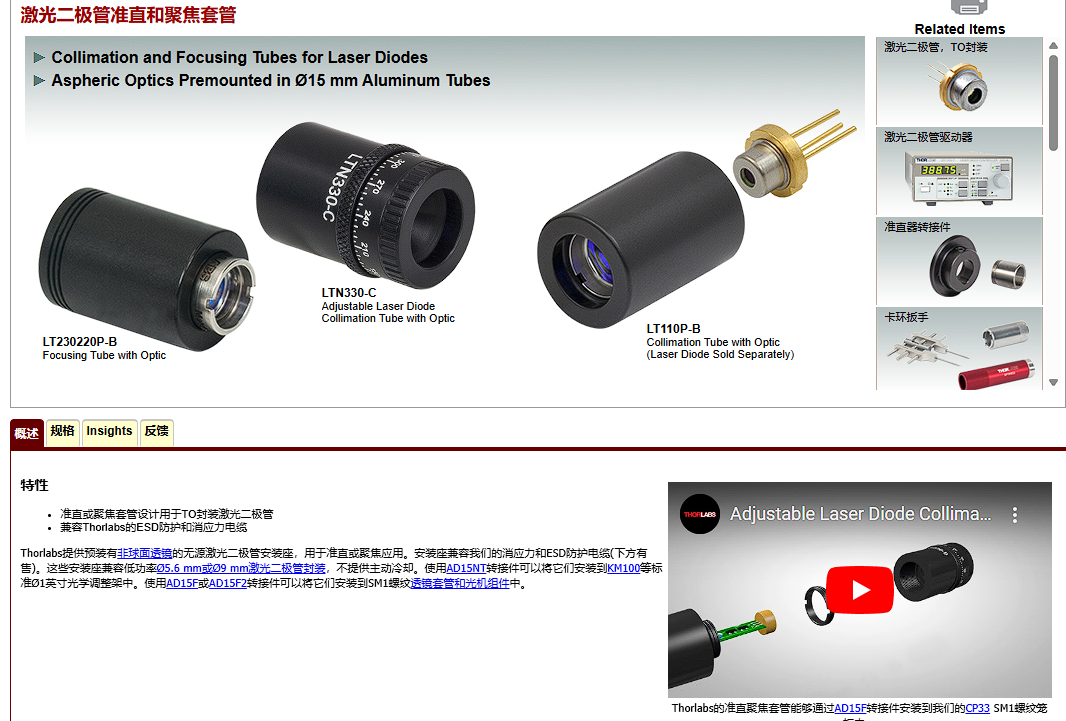 激光二极管准直和聚焦套管
Collimation and Focusing Tubes for Laser Diodes
Aspheric Optics Premounted in Ø15 mm Aluminum Tubes
LTN330-C
300
270
240
210
LT230220P-B
Focusing Tube with Optic
LTN330-C
Adjustable Laser Diode
Collimation Tube with Optic
LT110P-B
Collimation Tube with Optic
(Laser Diode Sold Separately)
Related Items
激光二极管，TO封装
激光二极管驱动器
388.75
准直器转接件
卡环扳手
概述
规格
Insights
反馈
特性
准直或聚焦套管设计用于TO封装激光二极管
兼容Thorlabs的ESD防护和消应力电缆
Thorlabs提供预装有非球面透镜的无源激光二极管安装座，用于准直或聚焦应用。安装座兼容我们的消应力和ESD防护电缆(下方有
售)。这些安装座兼容低功率Ø5.6 mm或Ø9 mm激光二极管封装，不提供主动冷却。使用AD15NT转接件可以将它们安装到KM100等标
准Ø1英寸光学调整架中。使用AD15F或AD15F2转接件可以将它们安装到SM1螺纹透镜套管和光机组件中。
THORLABS
Adjustable Laser Diode Collima...
Thorlabs的准直聚焦套管能够通过AD15F转接件安装到我们的CP33 SM1螺纹笼